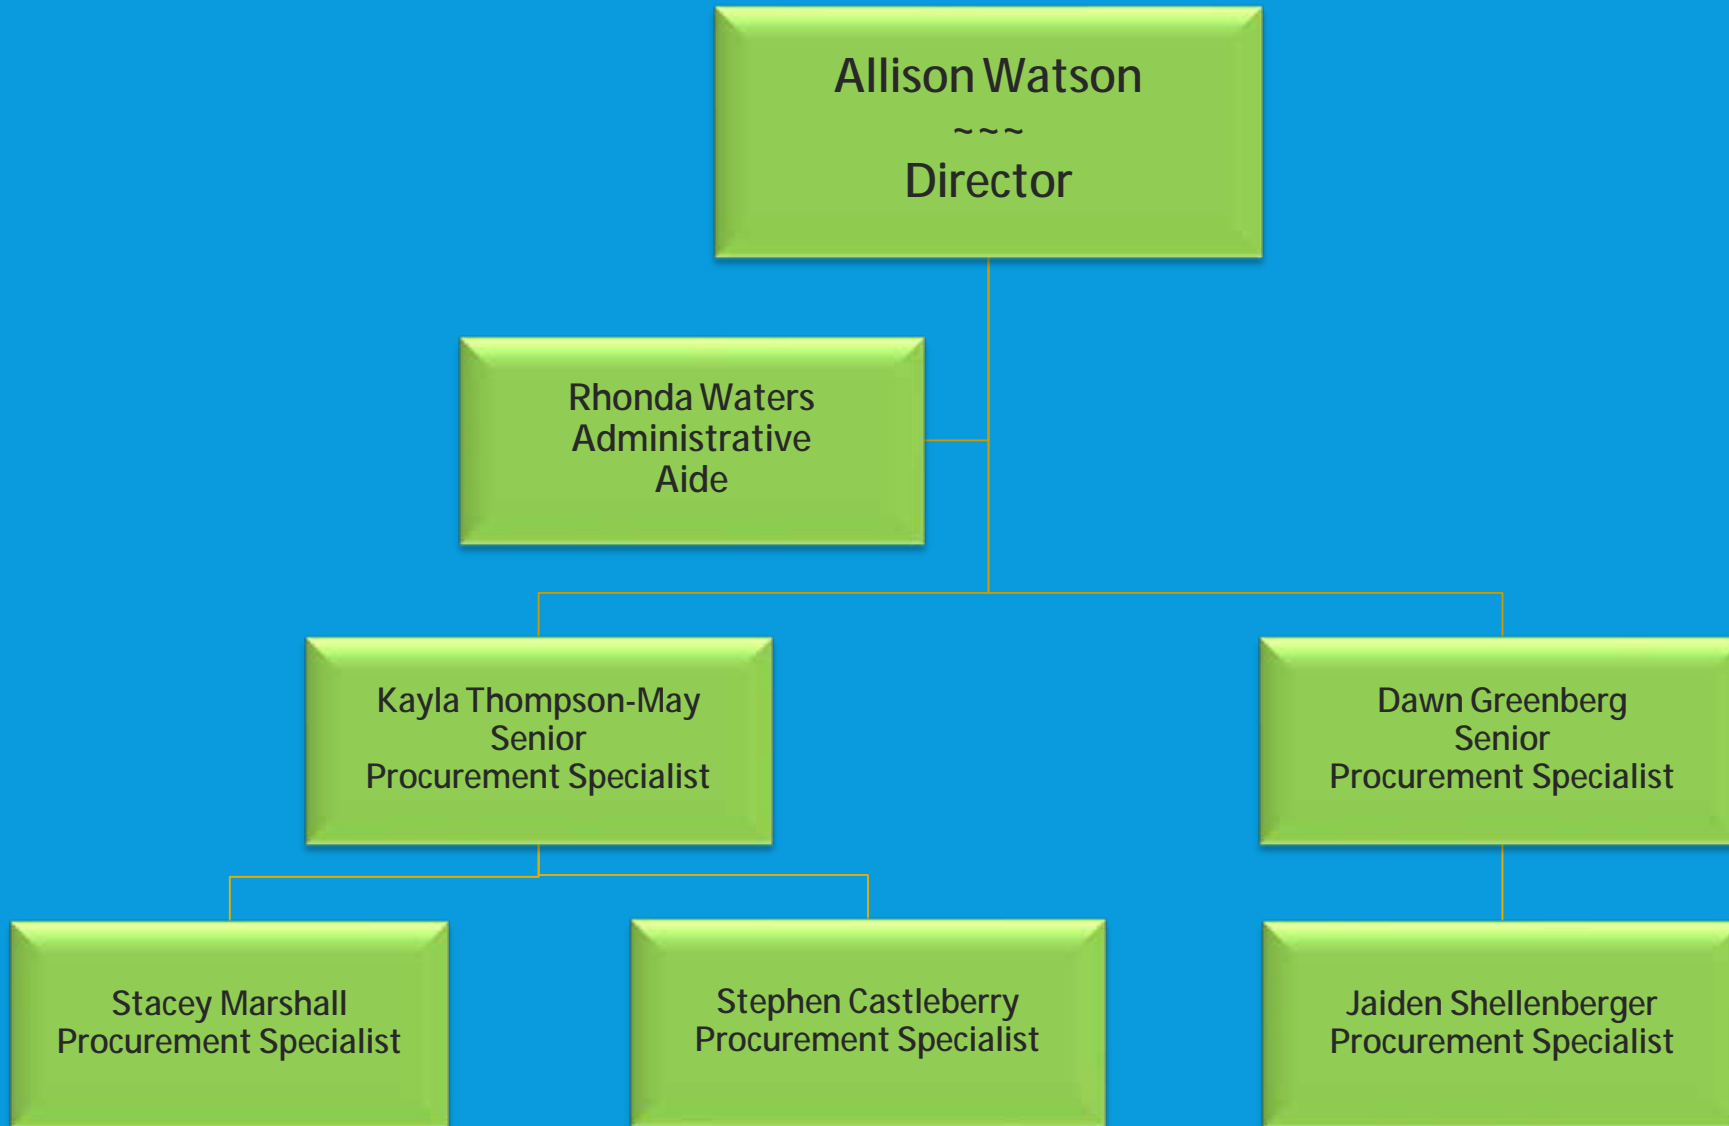 Allison Watson
~~~
Director
Rhonda Waters
Administrative
Aide
Kayla Thompson-May
Senior
Procurement Specialist
Dawn Greenberg
Senior
Procurement Specialist
Stacey Marshall
Procurement Specialist
Stephen Castleberry
Procurement Specialist
Jaiden Shellenberger
Procurement Specialist